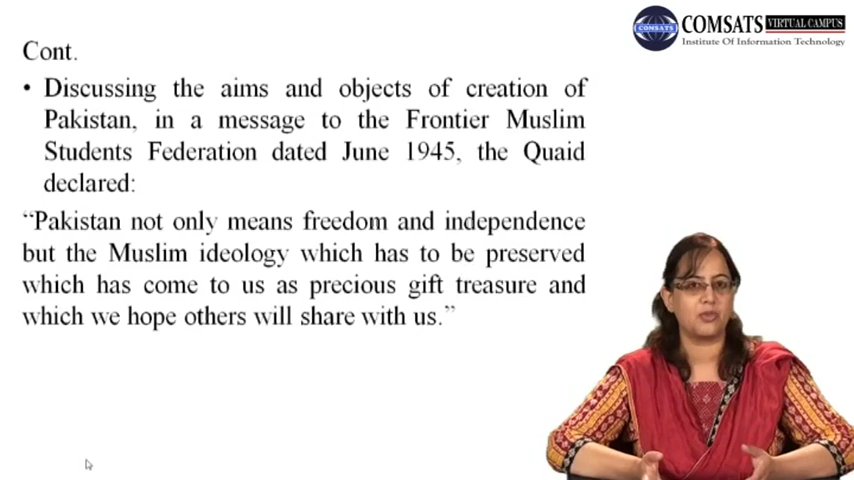 COMSATS VIRTUAL CAMPUS
COMSATS
Institute Of Information Technology
Cont.
• Discussing the aims and objects of creation of
Pakistan, in a message to the Frontier Muslim
Students Federation dated June 1945, the Quaid
declared:
“Pakistan not only means freedom and independence
but the Muslim ideology which has to be preserved
which has come to us as precious gift treasure and
which we hope others will share with us.”